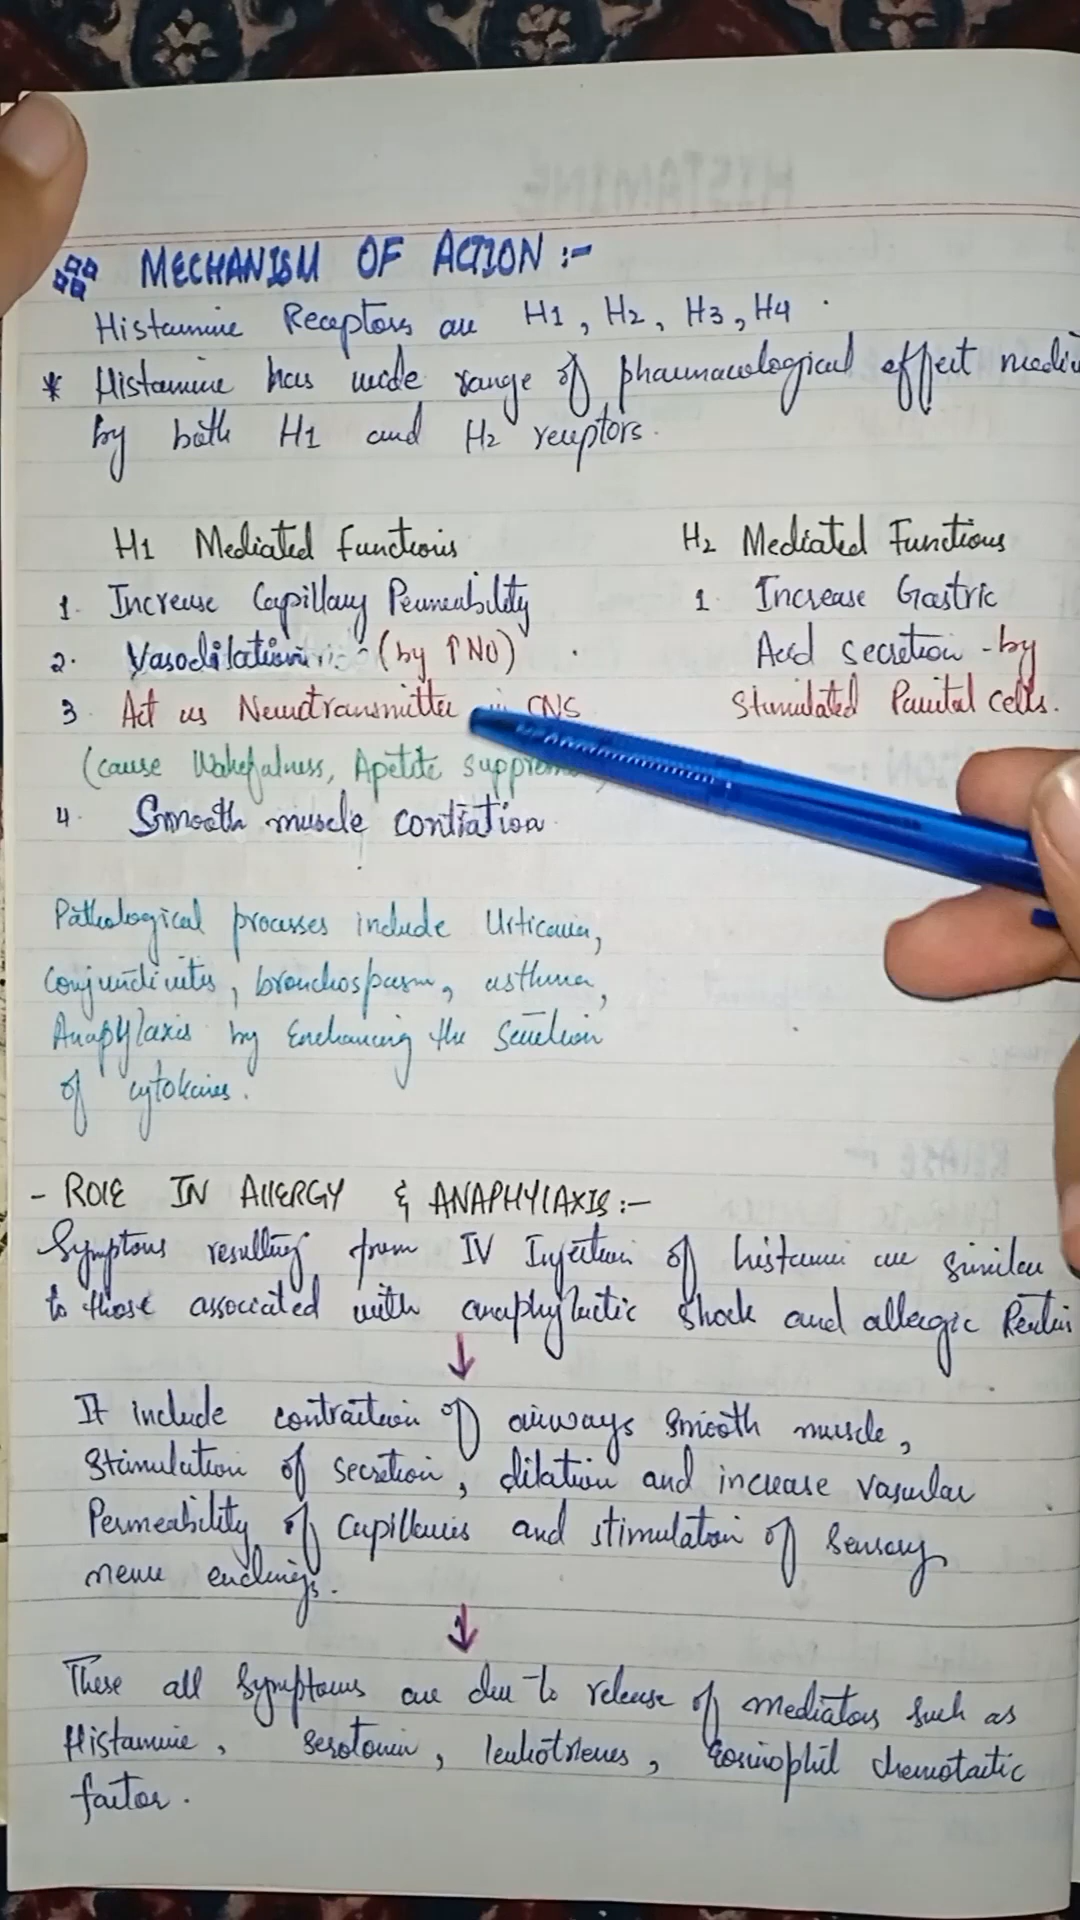 MECHANISM OF ACTION :-
Histamine Receptors are H1, H2, H3, H4
* Histamine has wide range of pharmacological effect
by both H1 and H2 receptors.
H1 Mediated Functions
1. Increase Capillary Permeability
2. Vasodilation (by ↑NO)
3. Act as Neurotransmitter in CNS
(cause Wakefulness, Apetite
4. Smooth muscle
H2 Mediated Functions
1. Increase Gastric
Acid secretion - by
Stimulated Parital cells.
Pathological processes include Urticaria,
Conjunctivitis, bronchospasm, asthma,
Anaphylaxis by Enchancing the Secretion
of cytokines.
- ROLE IN ALLERGY & ANAPHYLAXIS :-
Symptoms resulting from IV Injection of histamine are similar
to those associated with anaphylactic Shock and allergic
↓
It include contraction of airways smooth muscle,
Stimulation of secretion, dilation and increase vascular
Permeability of Capillaries and stimulation of sensory
nerve endings.
↓
These all Symptoms are due to release of mediators such as
Histamine, serotonin, leukotrienes, Eosinophil chemotactic
factor.